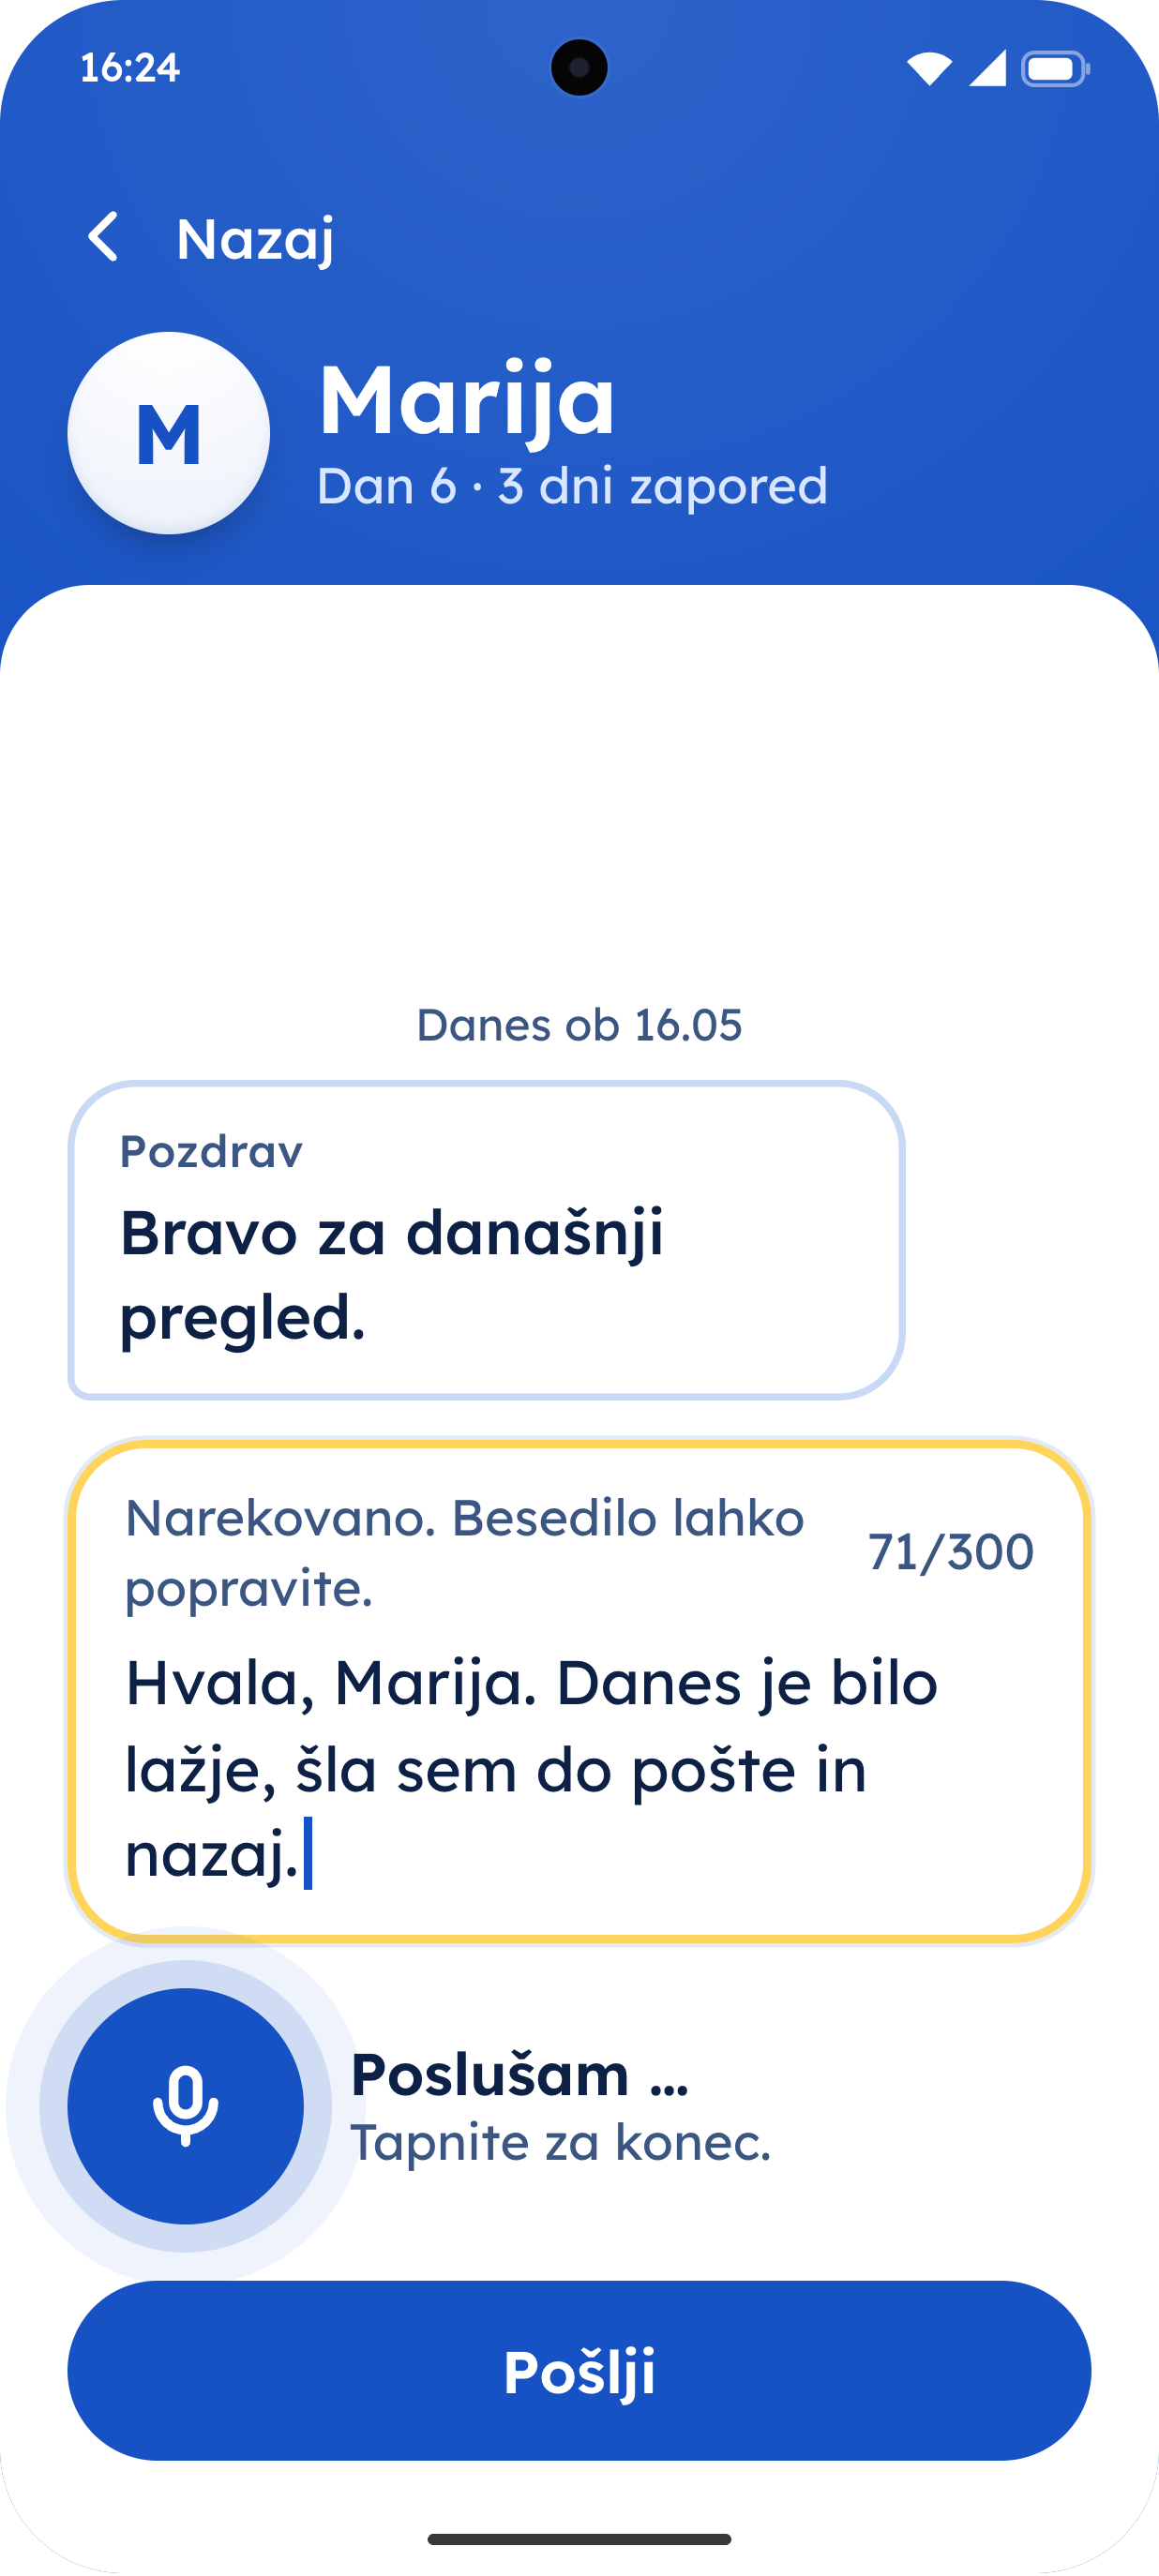 16:24
Nazaj
M
Marija
Dan 6 · 3 dni zapored
Danes ob 16.05
Pozdrav
Bravo za današnji
pregled.
Narekovano. Besedilo lahko
popravite.
71/300
Hvala, Marija. Danes je bilo
lažje, šla sem do pošte in
nazaj.
Poslušam ...
Tapnite za konec.
Pošlji